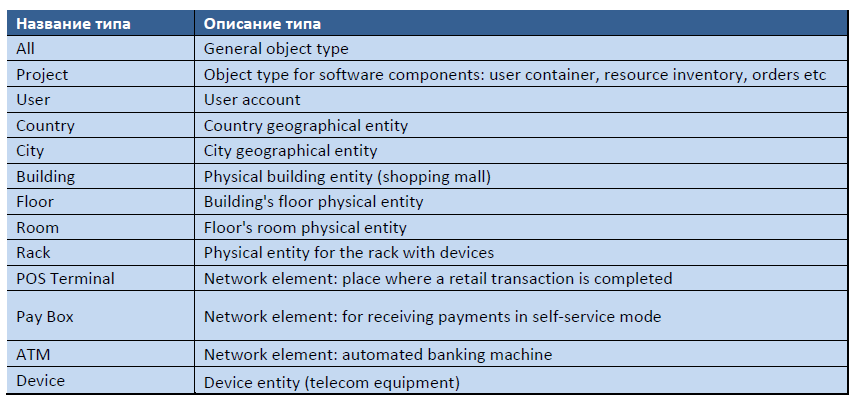 Название типа Описание типа
All General object type
Project Object type for software components: user container, resource inventory, orders etc
User User account
Country Country geographical entity
City City geographical entity
Building Physical building entity (shopping mall)
Floor Building's floor physical entity
Room Floor's room physical entity
Rack Physical entity for the rack with devices
POS Terminal Network element: place where a retail transaction is completed
Pay Box Network element: for receiving payments in self-service mode
ATM Network element: automated banking machine
Device Device entity (telecom equipment)